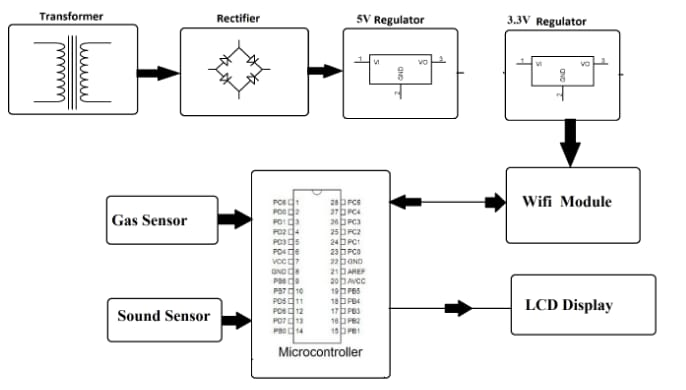 Transformer
Rectifier
5V Regulator
3.3V Regulator
1 VI VO 3
GND
2
1 VI VO 3
GND
2
Wifi Module
Gas Sensor
Sound Sensor
LCD Display
PC6 1 28 PC5
PD0 2 27 PC4
PD1 3 26 PC3
PD2 4 25 PC2
PD3 5 24 PC1
PD4 6 23 PC0
VCC 7 22 GND
GND 8 21 AREF
PB6 9 20 AVCC
PB7 10 19 PB5
PD5 11 18 PB4
PD6 12 17 PB3
PD7 13 16 PB2
PB0 14 15 PB1
Microcontroller